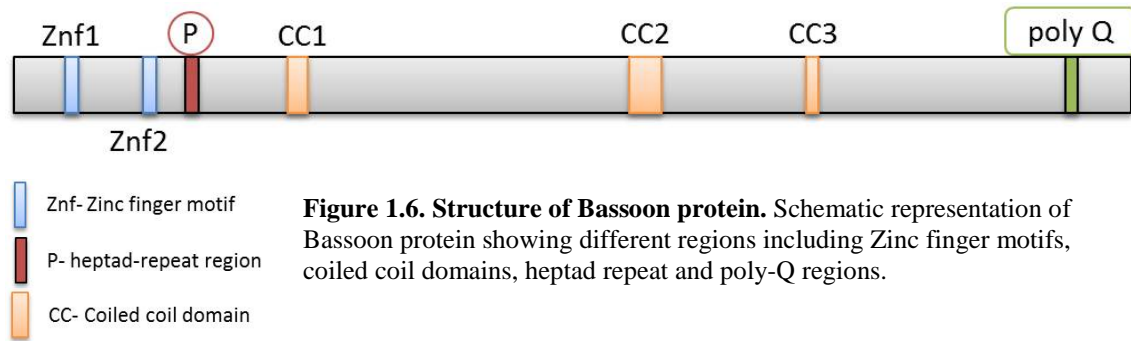 Znf1 P CC1 CC2 CC3 poly Q
Znf2
Znf- Zinc finger motif
P- heptad-repeat region
CC- Coiled coil domain
Figure 1.6. Structure of Bassoon protein. Schematic representation of
Bassoon protein showing different regions including Zinc finger motifs,
coiled coil domains, heptad repeat and poly-Q regions.